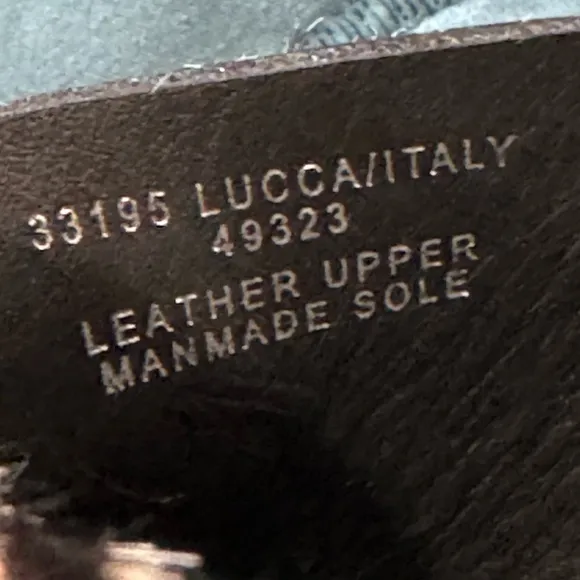 33195 LUCCA/ITALY
49323
LEATHER UPPER
MANMADE SOLE